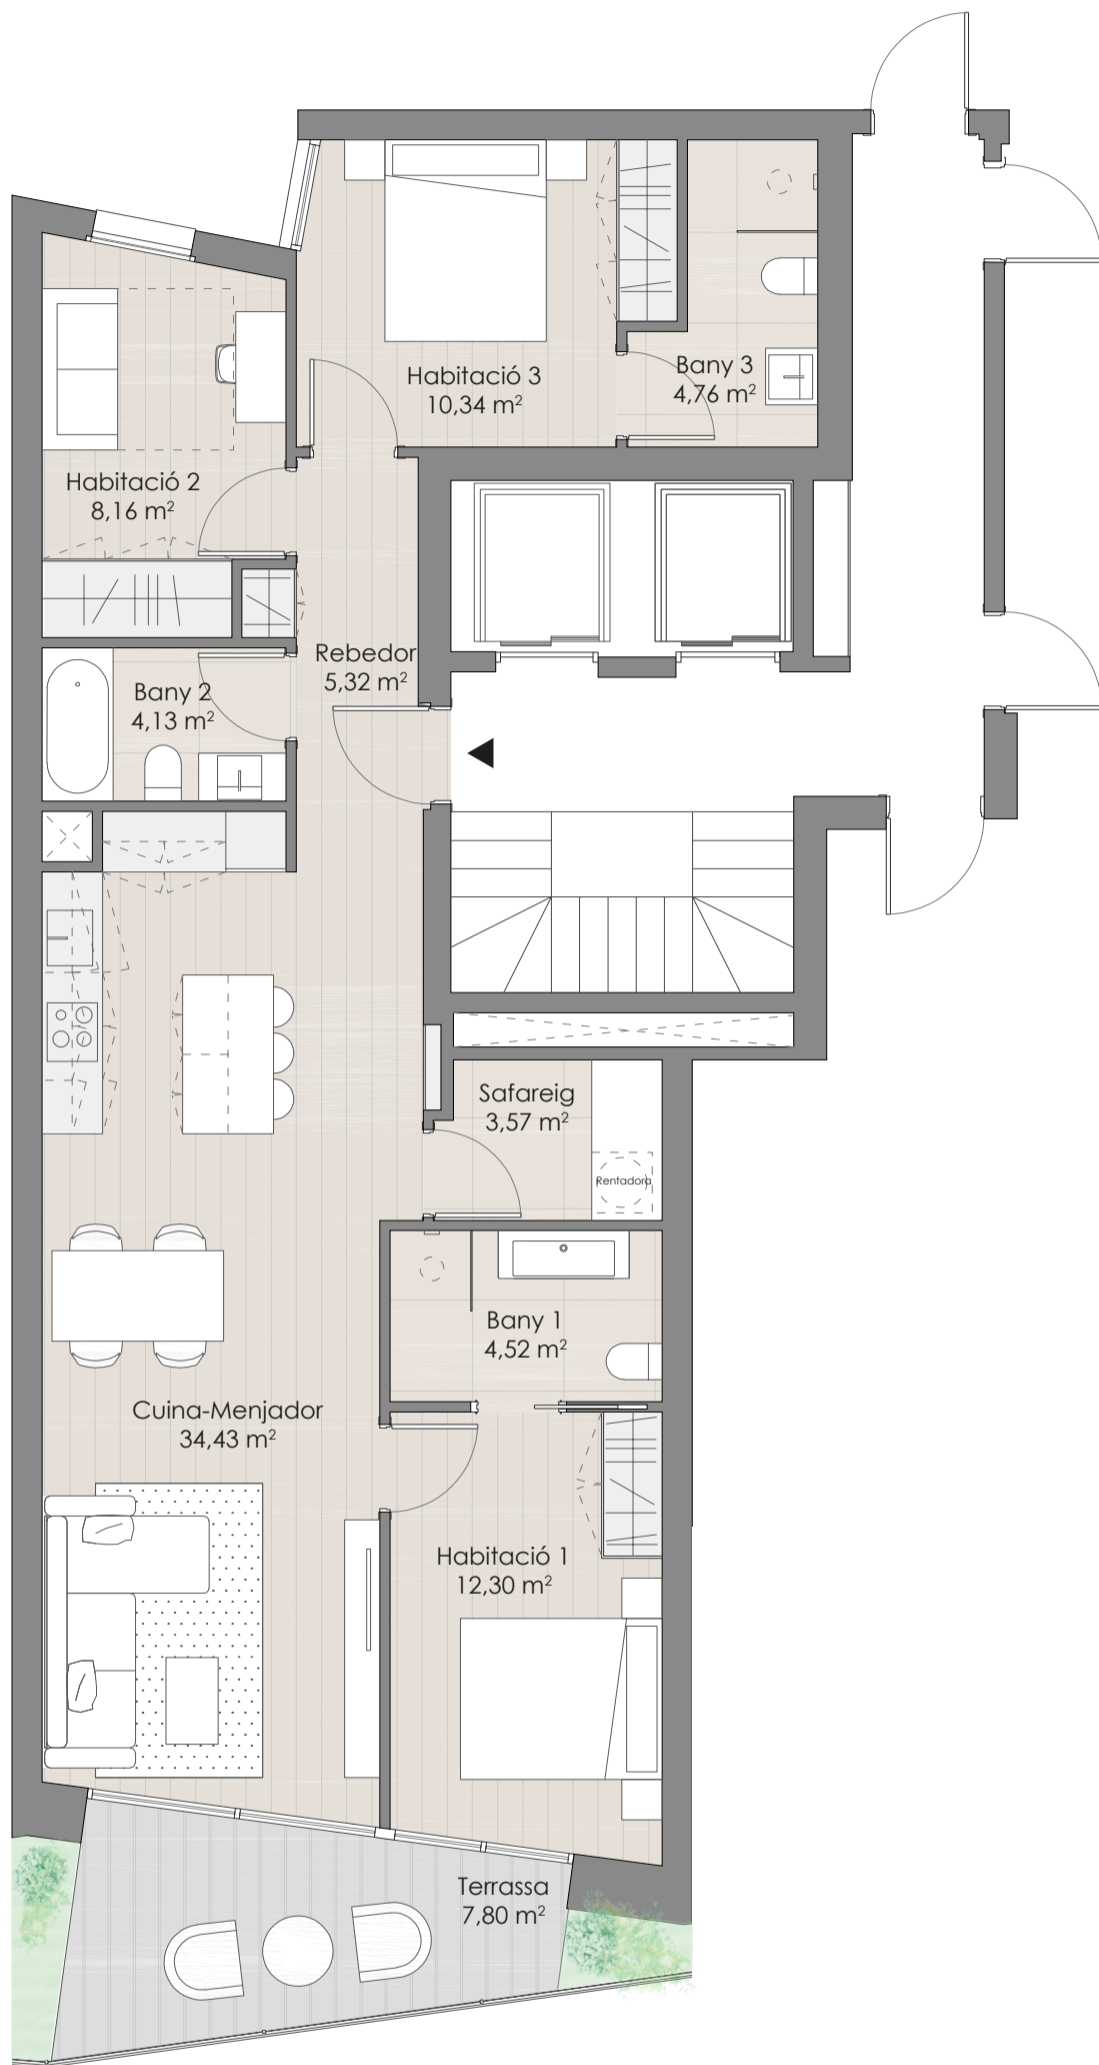 Habitació 3
10,34 m²
Bany 3
4,76 m²
Habitació 2
8,16 m²
Rebedor
5,32 m²
Bany 2
4,13 m²
Safareig
3,57 m²
Rentadora
Bany 1
4,52 m²
Cuina-Menjador
34,43 m²
Habitació 1
12,30 m²
Terrassa
7,80 m²